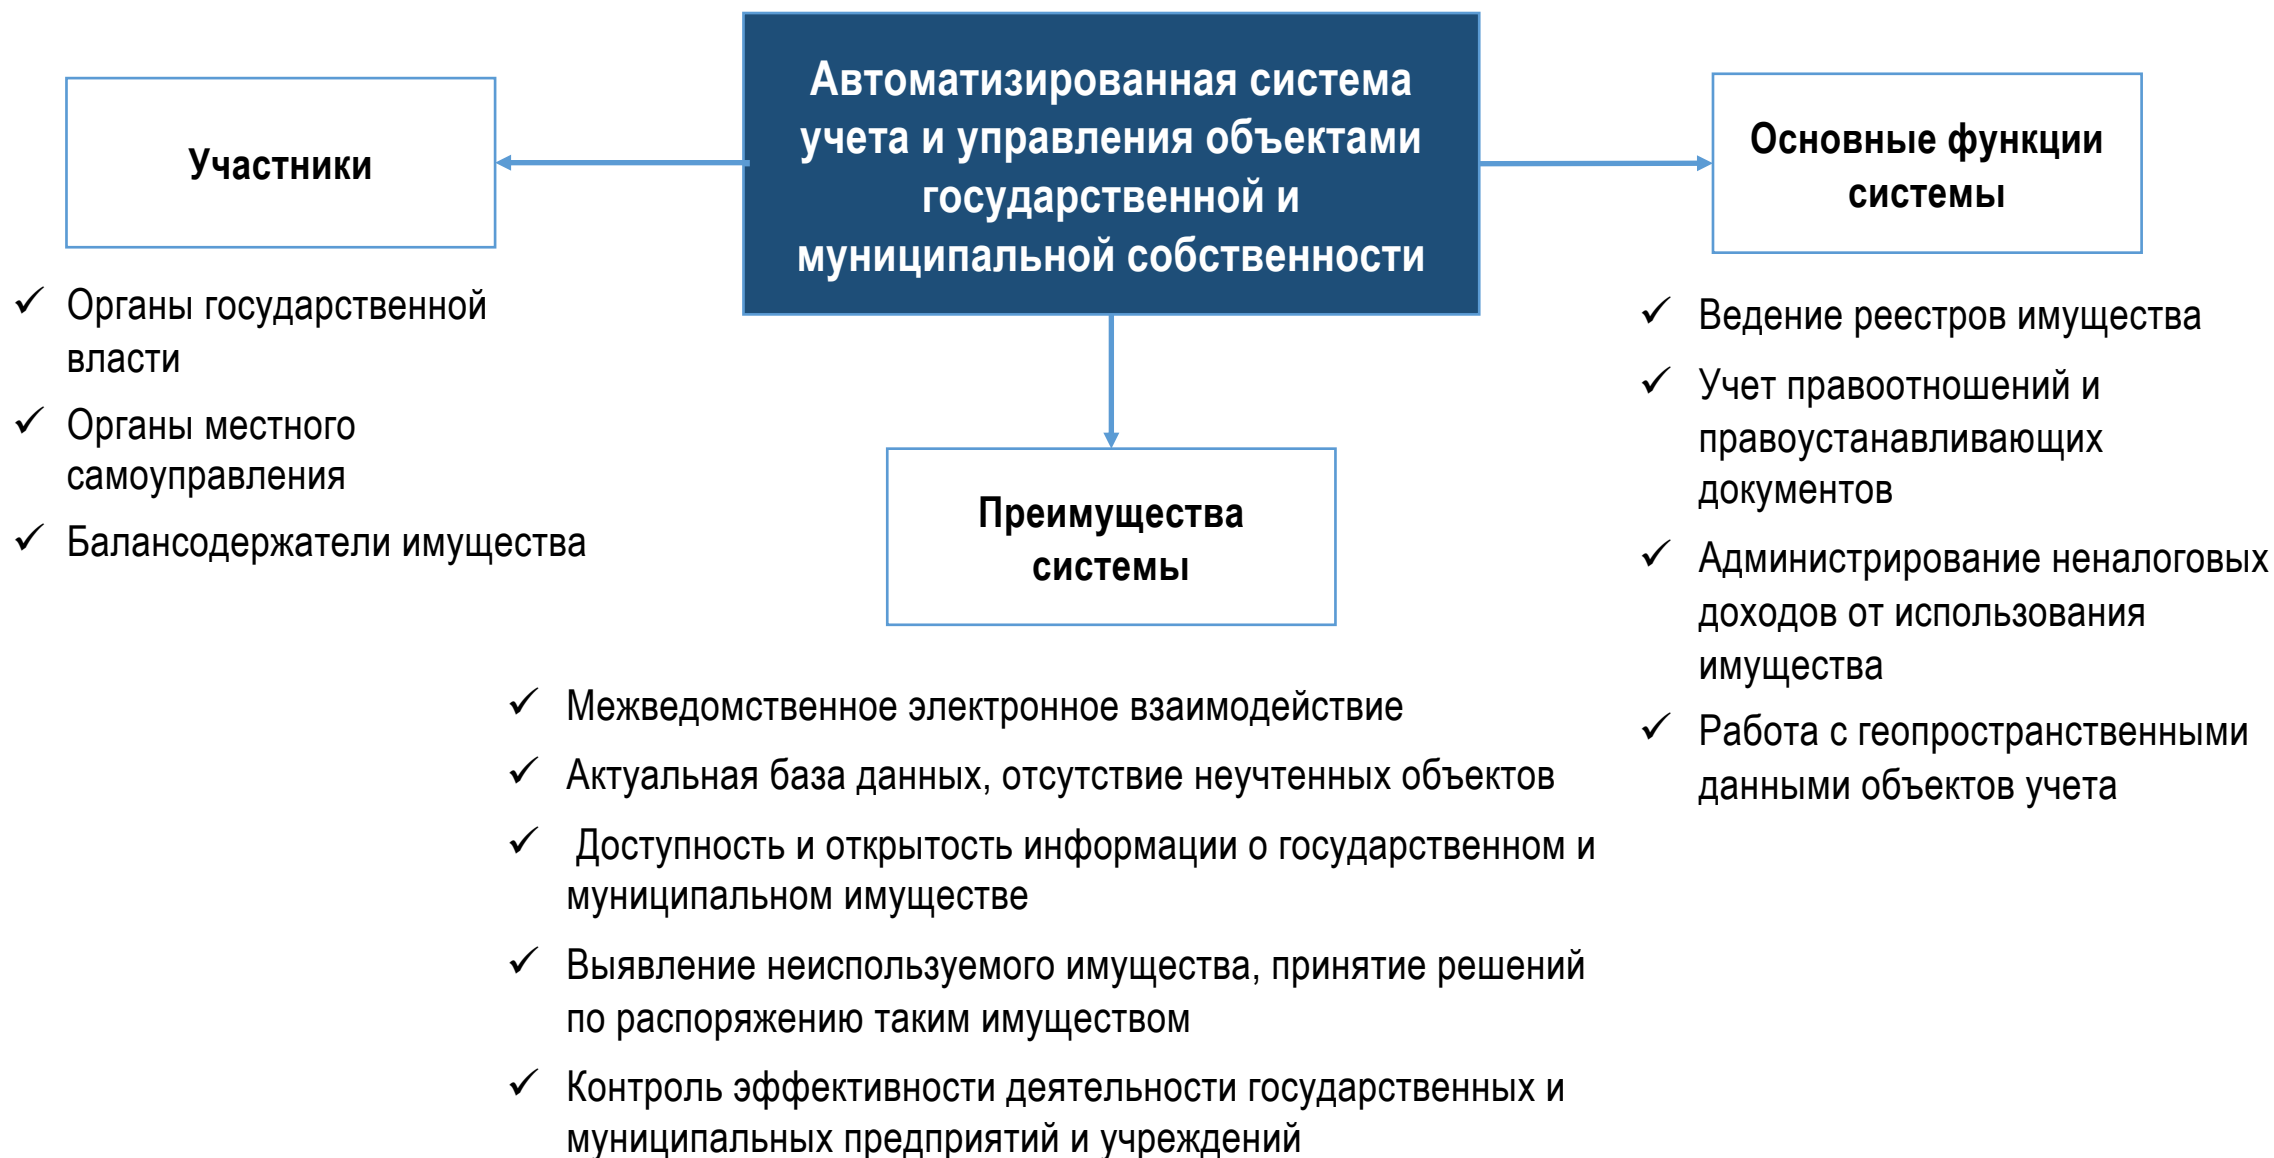 Автоматизированная система
учета и управления объектами
государственной и
муниципальной собственности
Участники
Органы государственной
власти
Органы местного
самоуправления
Балансодержатели имущества
Преимущества
системы
Межведомственное электронное взаимодействие
Актуальная база данных, отсутствие неучтенных объектов
Доступность и открытость информации о государственном и
муниципальном имуществе
Выявление неиспользуемого имущества, принятие решений
по распоряжению таким имуществом
Контроль эффективности деятельности государственных и
муниципальных предприятий и учреждений
Основные функции
системы
Ведение реестров имущества
Учет правоотношений и
правоустанавливающих
документов
Администрирование неналоговых
доходов от использования
имущества
Работа с геопространственными
данными объектов учета